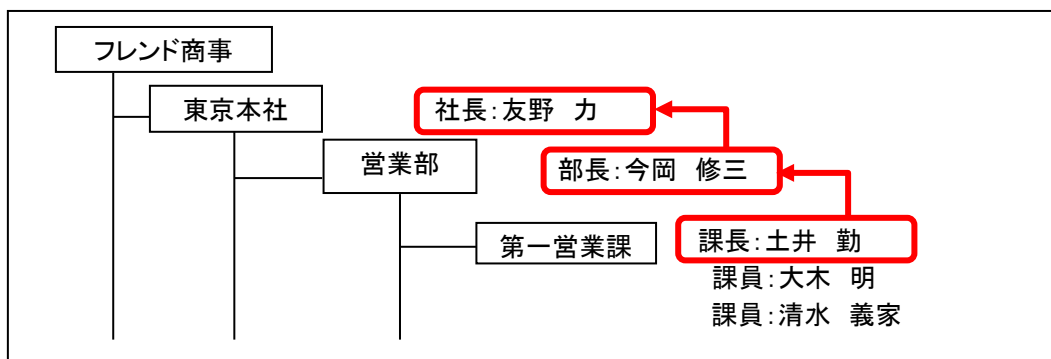 フレンド商事
東京本社
社長：友野　力
営業部
部長：今岡　修三
第一営業課
課長：土井　勤
課員：大木　明
課員：清水　義家